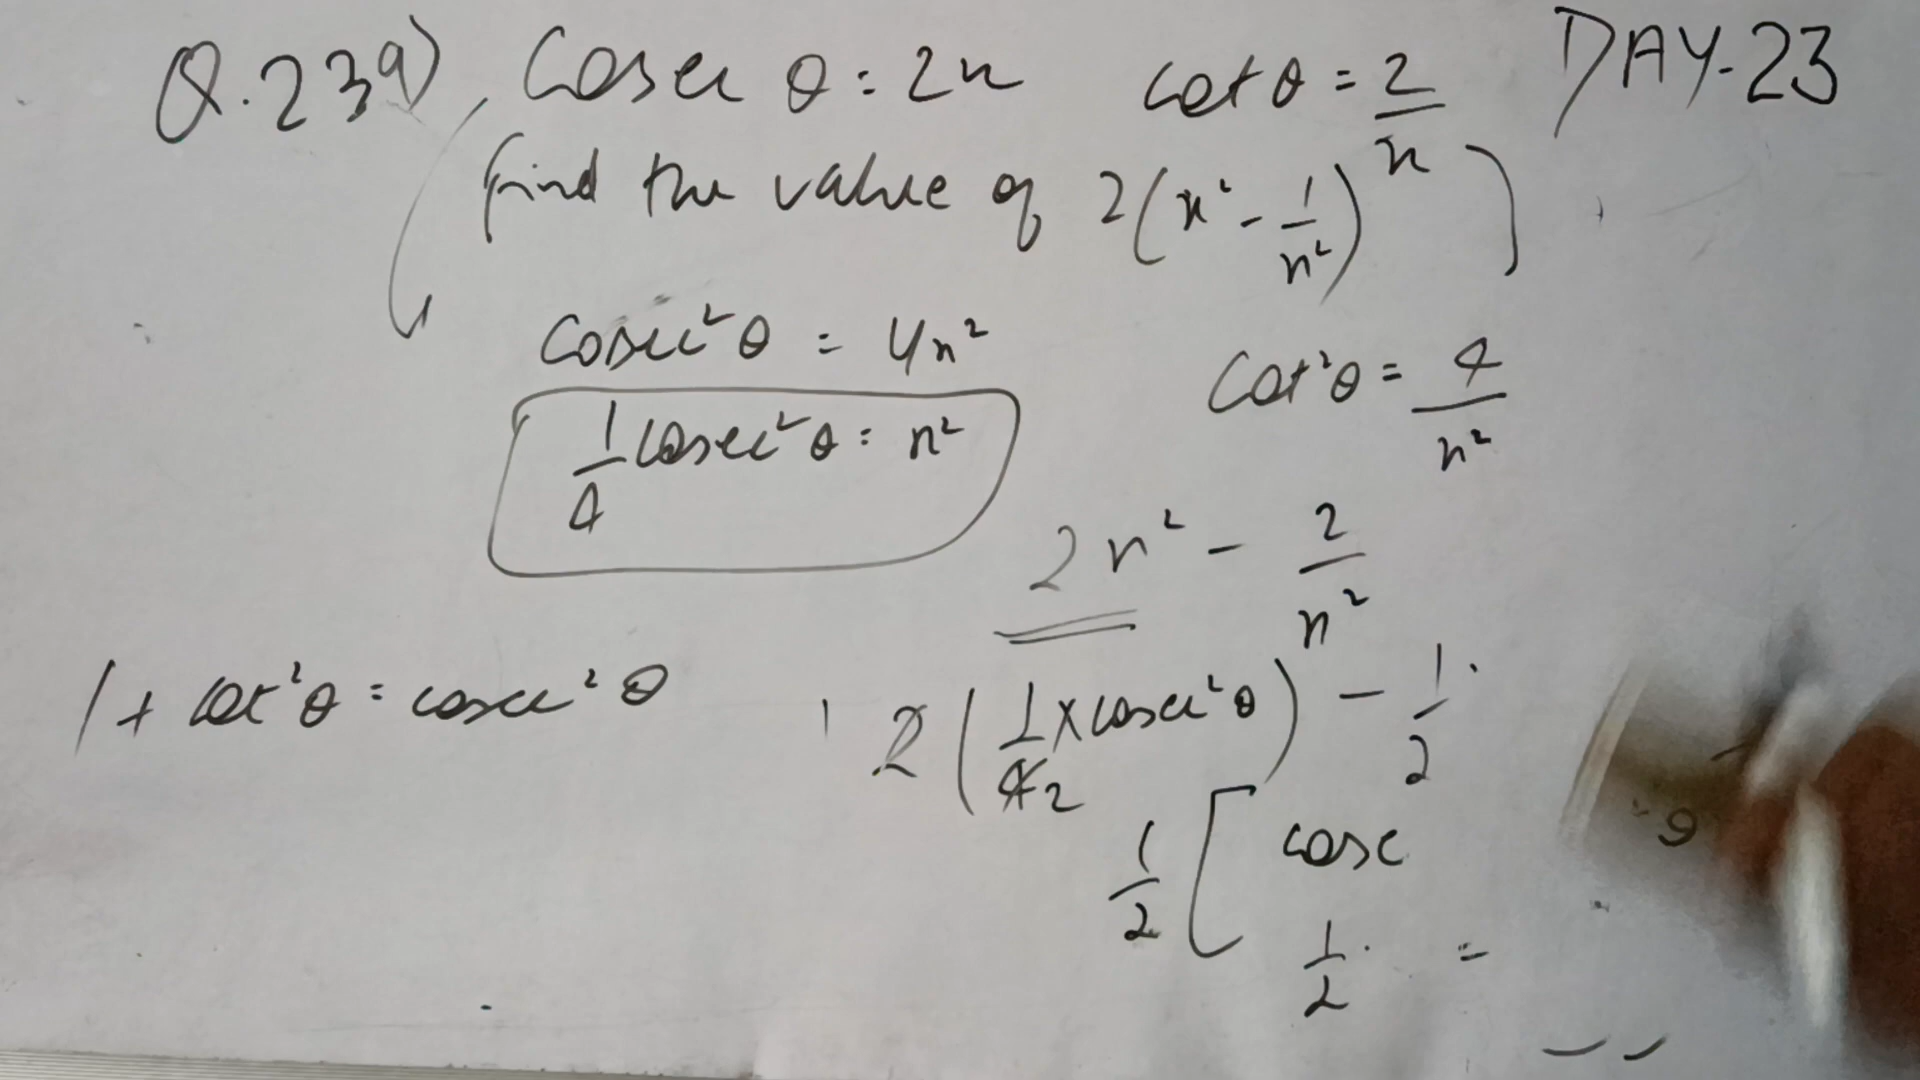 Q.23a) Cosec θ = 2x cot θ = 2/x DAY-23
find the value of 2(x² - 1/x²)
Cosec²θ = 4x²
Cot²θ = 4/x²
1/4 cosec²θ = x²
2x² - 2/x²
1 + cot²θ = cosec²θ
2(1/4 2 × cosec²θ) - 1/2
1/2 [ cosec
1/2 =